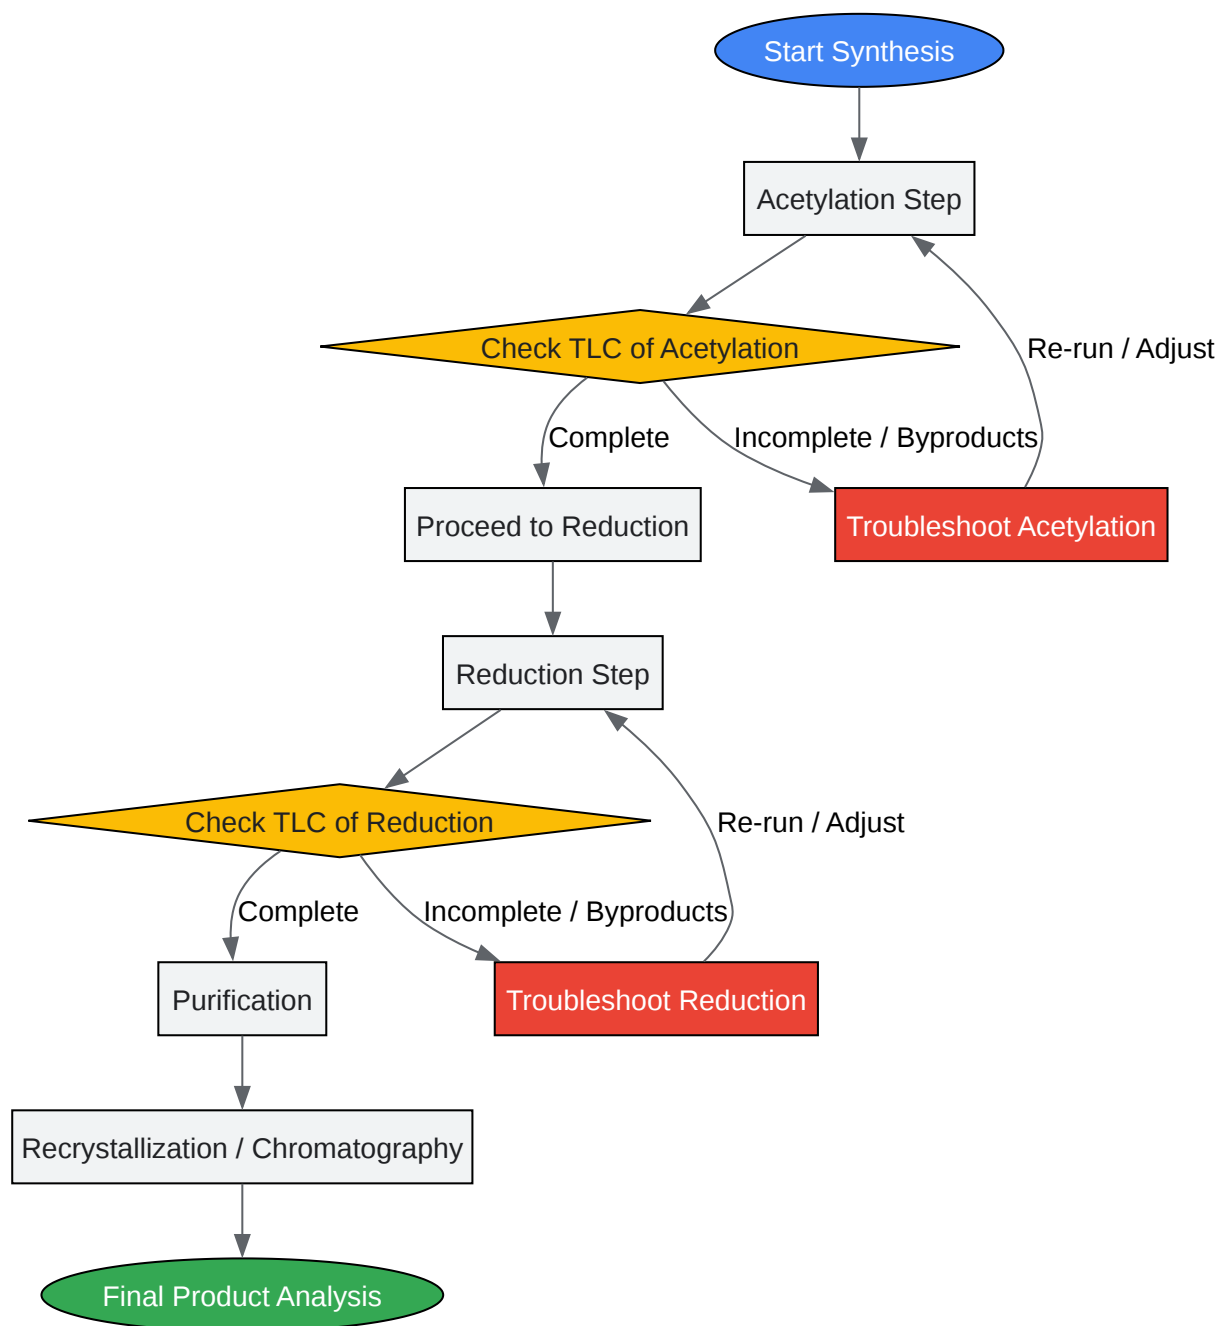 Start Synthesis
Acetylation Step
Check TLC of Acetylation
Re-run / Adjust
Complete
Incomplete / Byproducts
Proceed to Reduction
Troubleshoot Acetylation
Reduction Step
Check TLC of Reduction
Re-run / Adjust
Complete
Incomplete / Byproducts
Purification
Troubleshoot Reduction
Recrystallization / Chromatography
Final Product Analysis